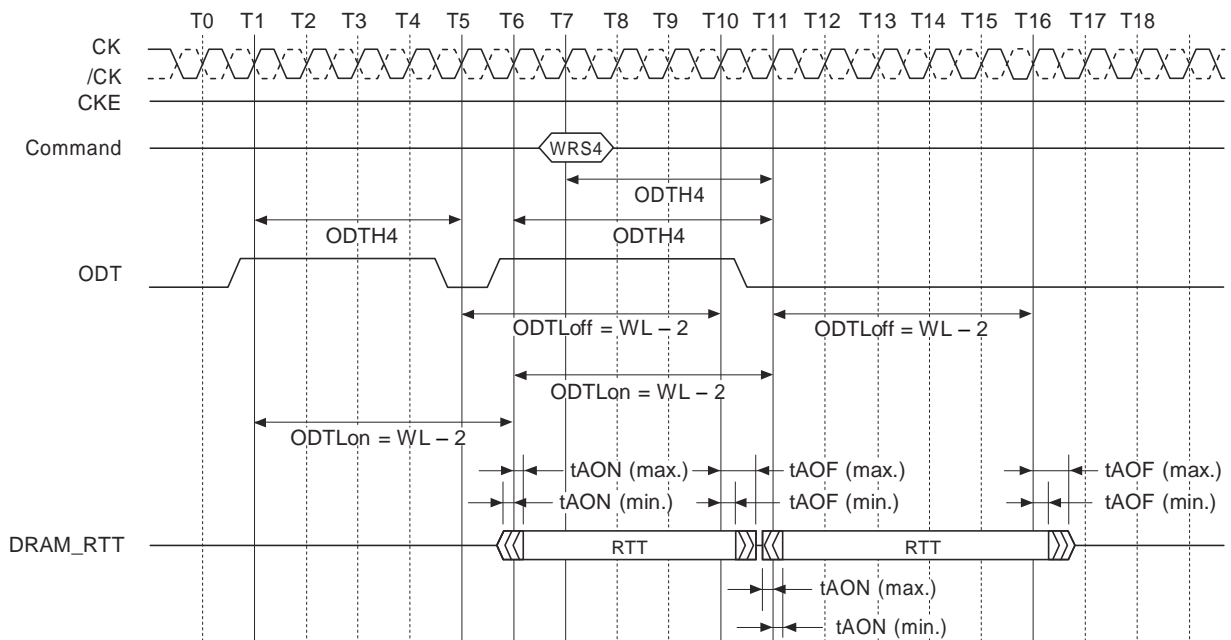 T0 T1 T2 T3 T4 T5 T6 T7 T8 T9 T10 T11 T12 T13 T14 T15 T16 T17 T18
CK
/CK
CKE
Command
WRS4
ODTH4
ODTH4
ODTH4
ODT
ODTLoff = WL – 2
ODTLoff = WL – 2
ODTLon = WL – 2
ODTLon = WL – 2
tAON (max.)
tAOF (max.)
tAOF (max.)
tAON (min.)
tAOF (min.)
tAOF (min.)
DRAM_RTT
RTT
RTT
tAON (max.)
tAON (min.)